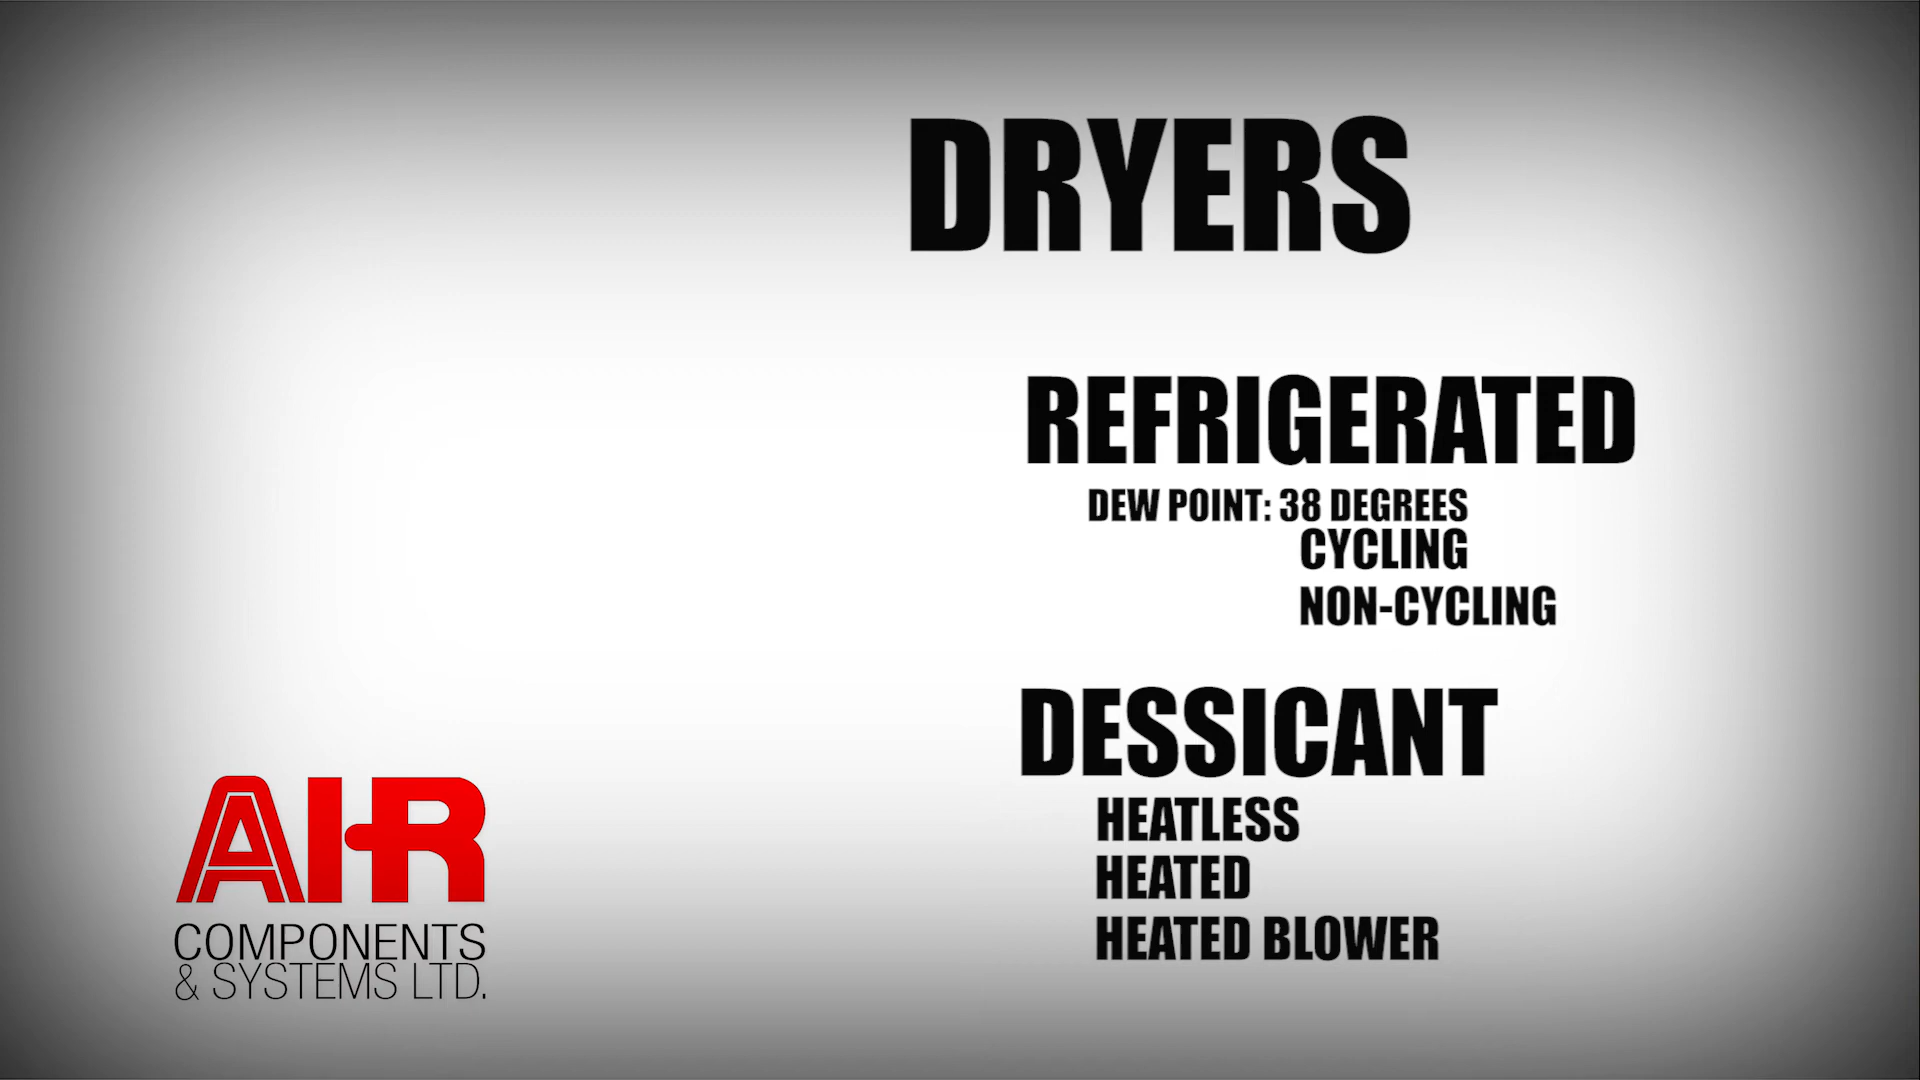 DRYERS
REFRIGERATED
DEW POINT: 38 DEGREES
CYCLING
NON-CYCLING
DESSICANT
HEATLESS
HEATED
HEATED BLOWER
AIR
COMPONENTS
& SYSTEMS LTD.